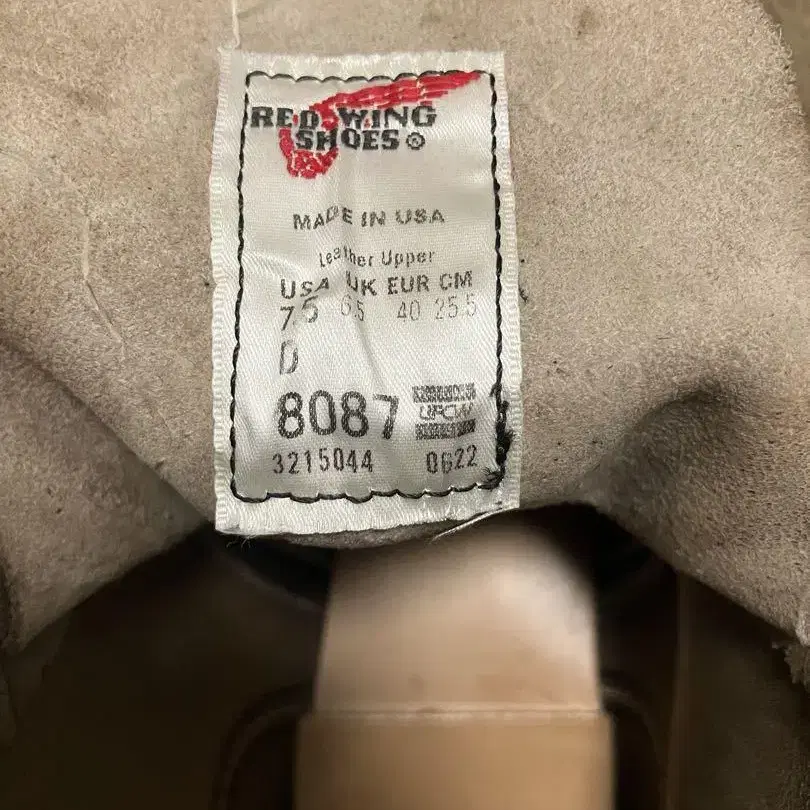 RED WING
SHOES®
MADE IN USA
Leather Upper
USA UK EUR CM
7.5 6.5 40 25.5
D
8087 UFCW
3215044 0622